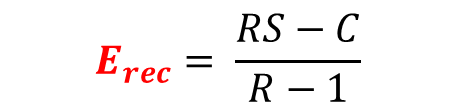 E_rec = (RS − C) / (R − 1)